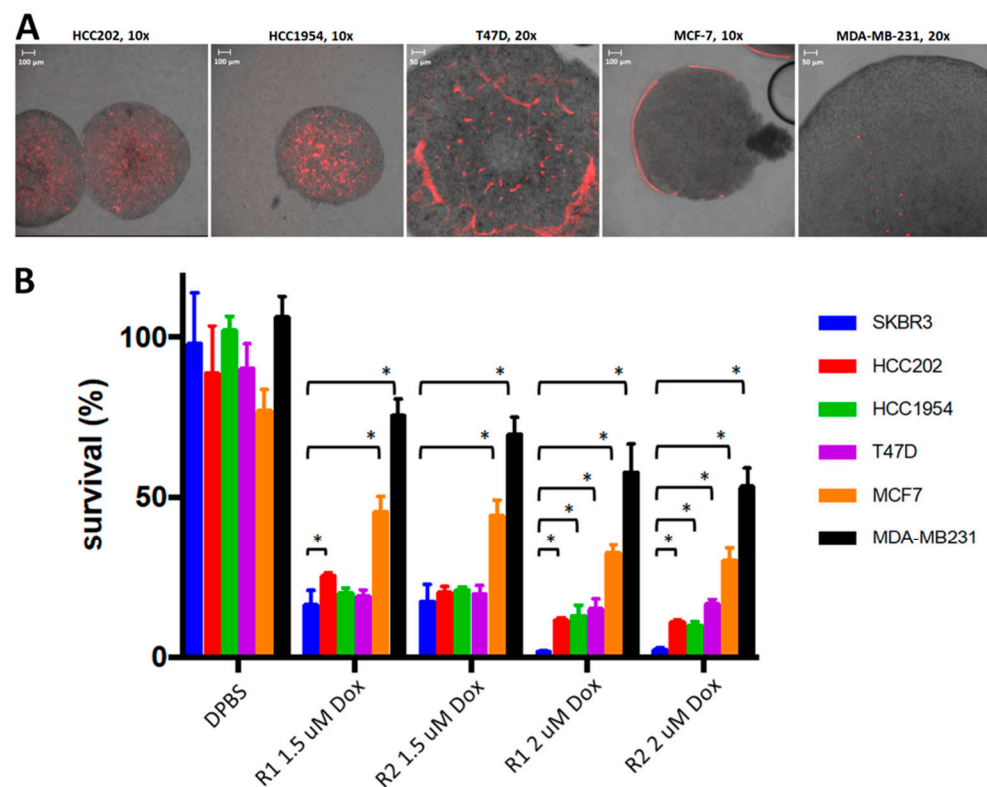 A
HCC202, 10x
HCC1954, 10x
T47D, 20x
MCF-7, 10x
MDA-MB-231, 20x
100 µm
100 µm
50 µm
100 µm
50 µm
B
survival (%)
100
50
0
* * * *
* * * *
* *
* *
* * *
DPBS
R1 1.5 uM Dox
R2 1.5 uM Dox
R1 2 uM Dox
R2 2 uM Dox
SKBR3
HCC202
HCC1954
T47D
MCF7
MDA-MB231